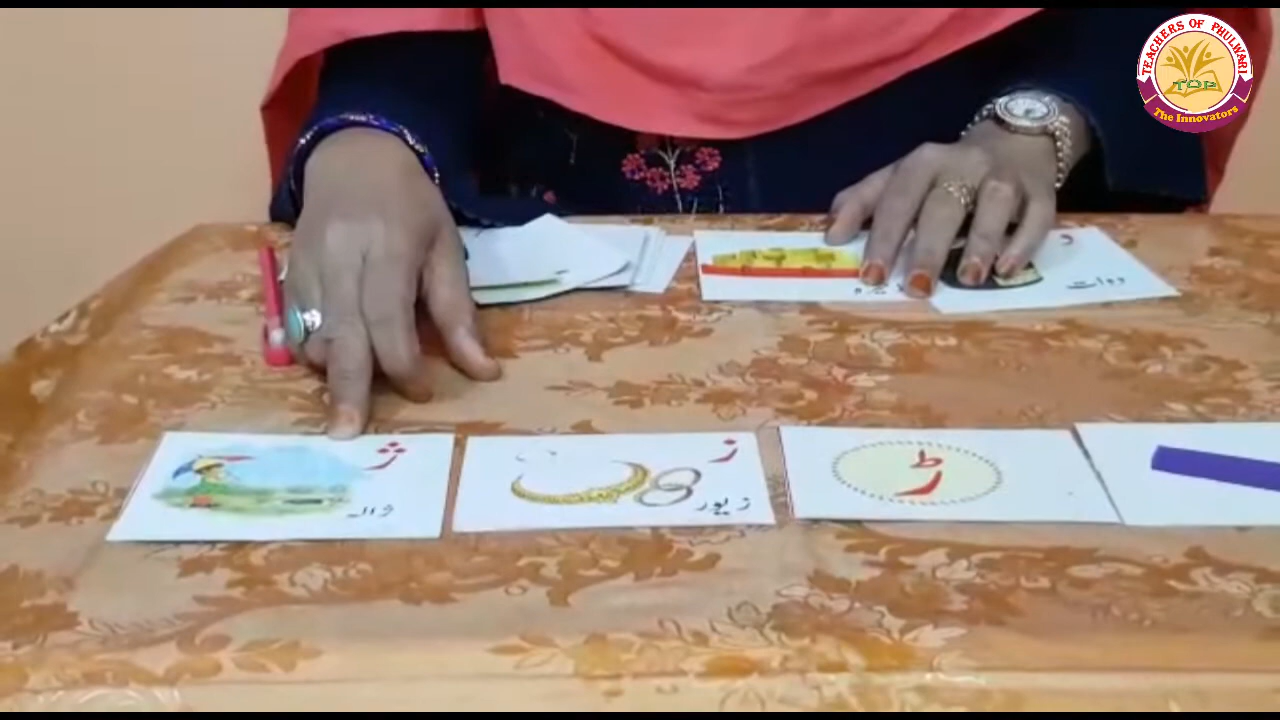 TEACHERS OF PHULWARI
TOP
The Innovators
د
دوات
ڑ
ز
زیور
ژ
ژالہ